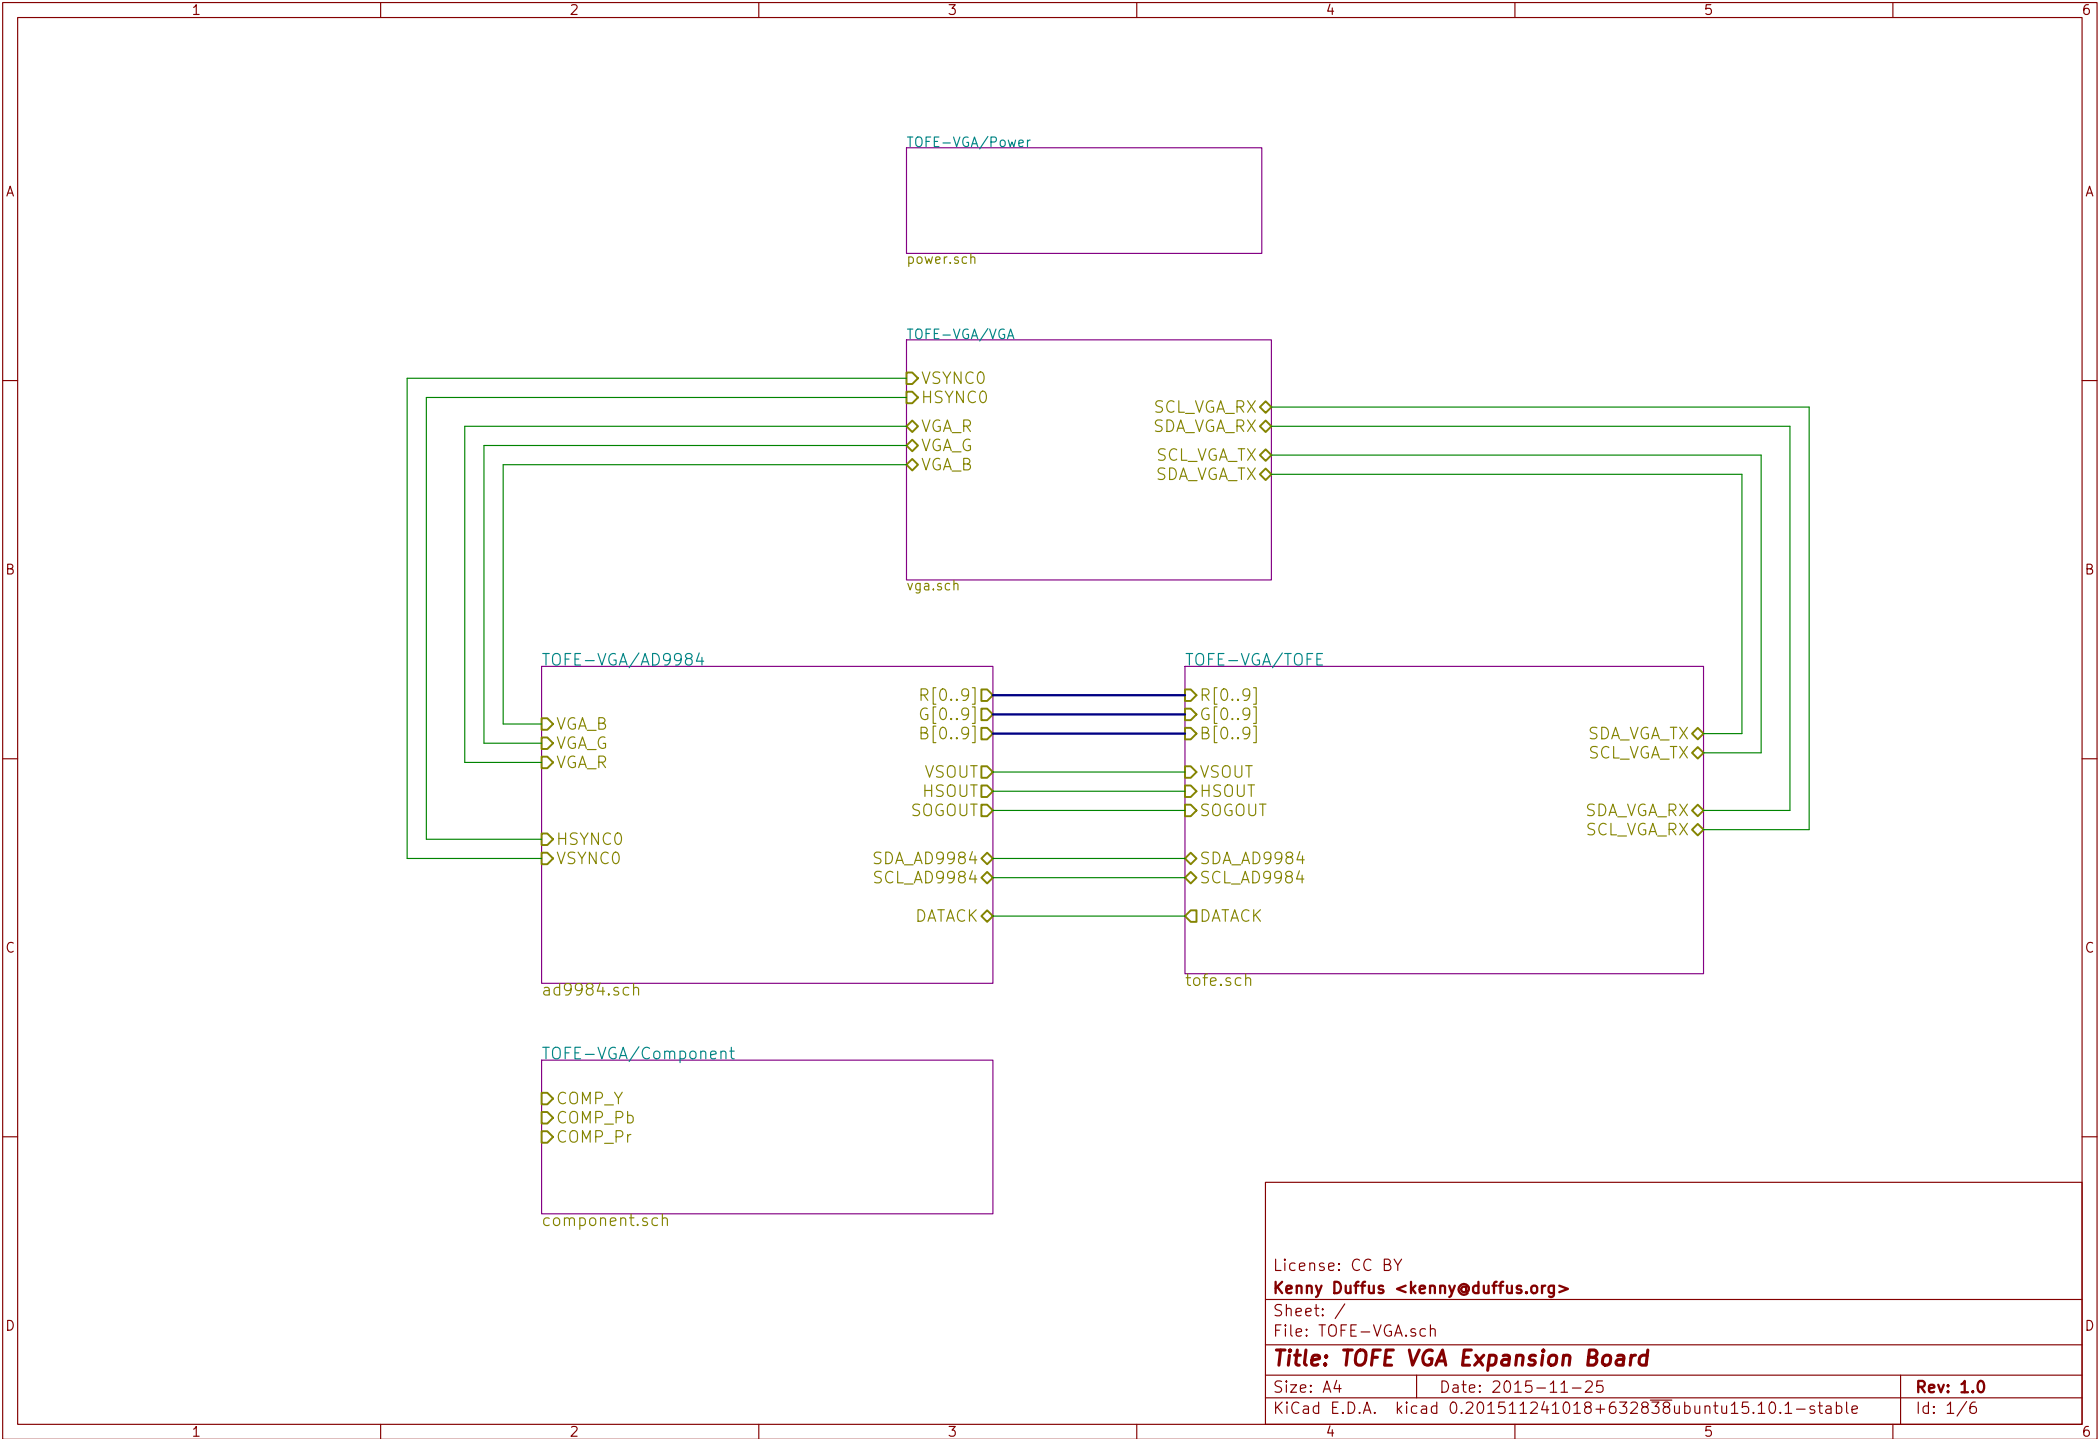 1 2 3 4 5 6
A A
B B
C C
D D
TOFE-VGA/Power
power.sch
TOFE-VGA/VGA
VSYNC0
HSYNC0
VGA_R
VGA_G
VGA_B
SCL_VGA_RX
SDA_VGA_RX
SCL_VGA_TX
SDA_VGA_TX
vga.sch
TOFE-VGA/AD9984
VGA_B
VGA_G
VGA_R
HSYNC0
VSYNC0
R[0..9]
G[0..9]
B[0..9]
VSOUT
HSOUT
SOGOUT
SDA_AD9984
SCL_AD9984
DATACK
ad9984.sch
TOFE-VGA/TOFE
R[0..9]
G[0..9]
B[0..9]
VSOUT
HSOUT
SOGOUT
SDA_AD9984
SCL_AD9984
DATACK
SDA_VGA_TX
SCL_VGA_TX
SDA_VGA_RX
SCL_VGA_RX
tofe.sch
TOFE-VGA/Component
COMP_Y
COMP_Pb
COMP_Pr
component.sch
License: CC BY
Kenny Duffus <kenny@duffus.org>
Sheet: /
File: TOFE-VGA.sch
Title: TOFE VGA Expansion Board
Size: A4 Date: 2015-11-25 Rev: 1.0
KiCad E.D.A. kicad 0.201511241018+632838ubuntu15.10.1-stable Id: 1/6
1 2 3 4 5 6